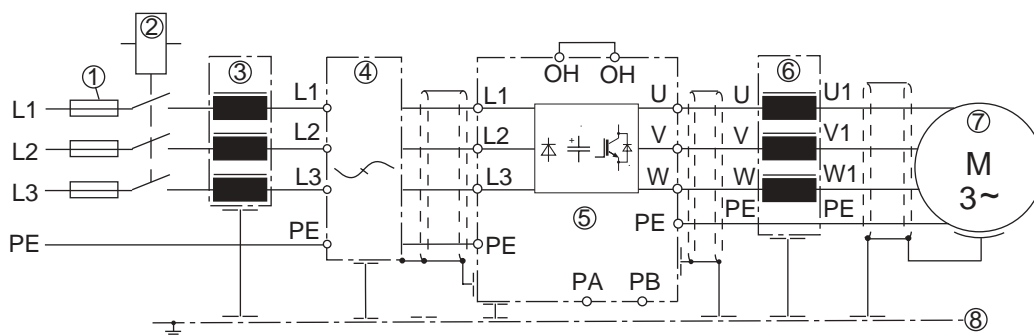 ②
① ③ ④ OH OH ⑥
L1 L1 L1 U U U1 ⑦
L2 L2 L2 V V V1 M
L3 L3 L3 W W W1 3~
PE PE PE ⑤ PE PE PE
PA PB
⑧